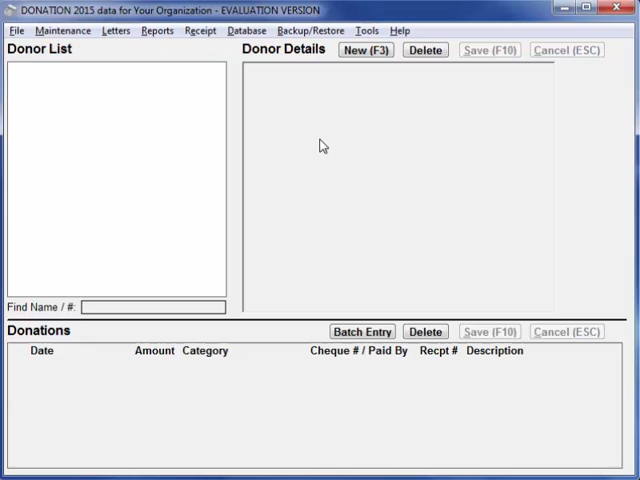 DONATION 2015 data for Your Organization - EVALUATION VERSION
File Maintenance Letters Reports Receipt Database Backup/Restore Tools Help
Donor List
Donor Details New (F3) Delete Save (F10) Cancel (ESC)
Find Name / #:
Donations Batch Entry Delete Save (F10) Cancel (ESC)
Date Amount Category Cheque # / Paid By Recpt # Description